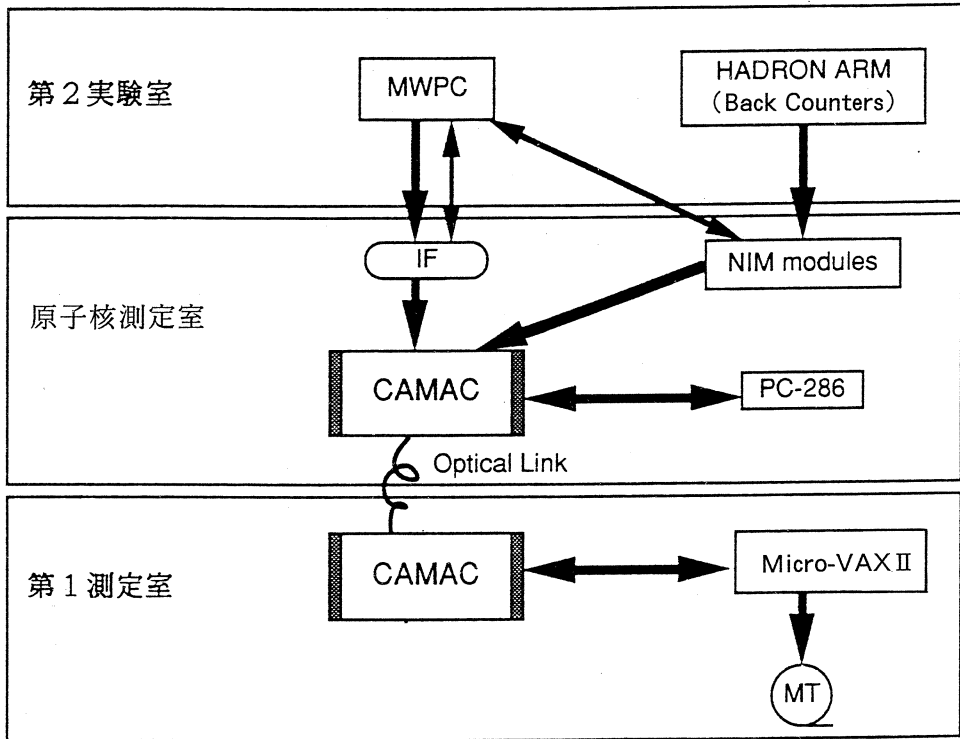 第2実験室
MWPC
HADRON ARM
(Back Counters)
原子核測定室
IF
NIM modules
CAMAC
PC-286
Optical Link
第1測定室
CAMAC
Micro-VAXⅡ
MT